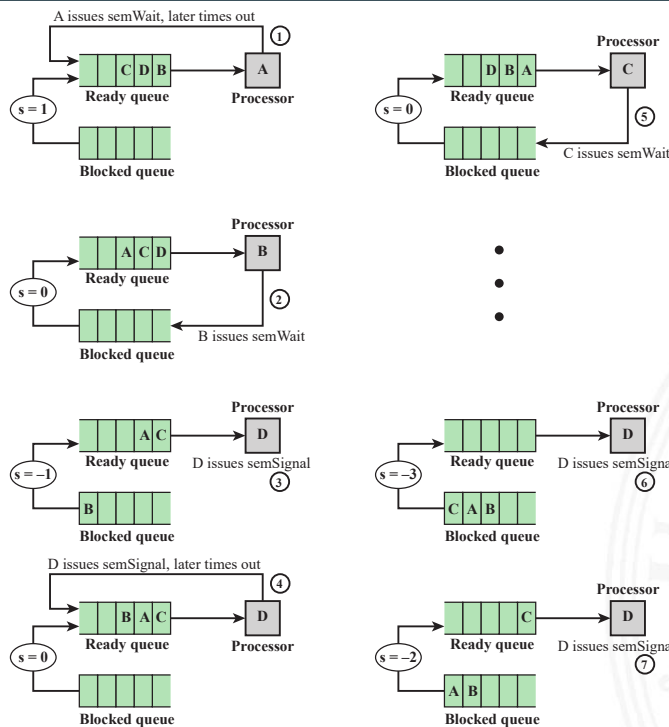 A issues semWait, later times out
1
C D B
A
Ready queue
Processor
s = 1
Blocked queue
Processor
D B A
C
Ready queue
s = 0
5
C issues semWait
Blocked queue
Processor
A C D
B
Ready queue
s = 0
2
B issues semWait
Blocked queue
Processor
A C
D
Ready queue
D issues semSignal
s = –1
3
B
Blocked queue
Processor
D
Ready queue
D issues semSigna
s = –3
6
C A B
Blocked queue
D issues semSignal, later times out
4
B A C
D
Ready queue
Processor
s = 0
Blocked queue
Processor
C
D
Ready queue
D issues semSigna
s = –2
7
A B
Blocked queue